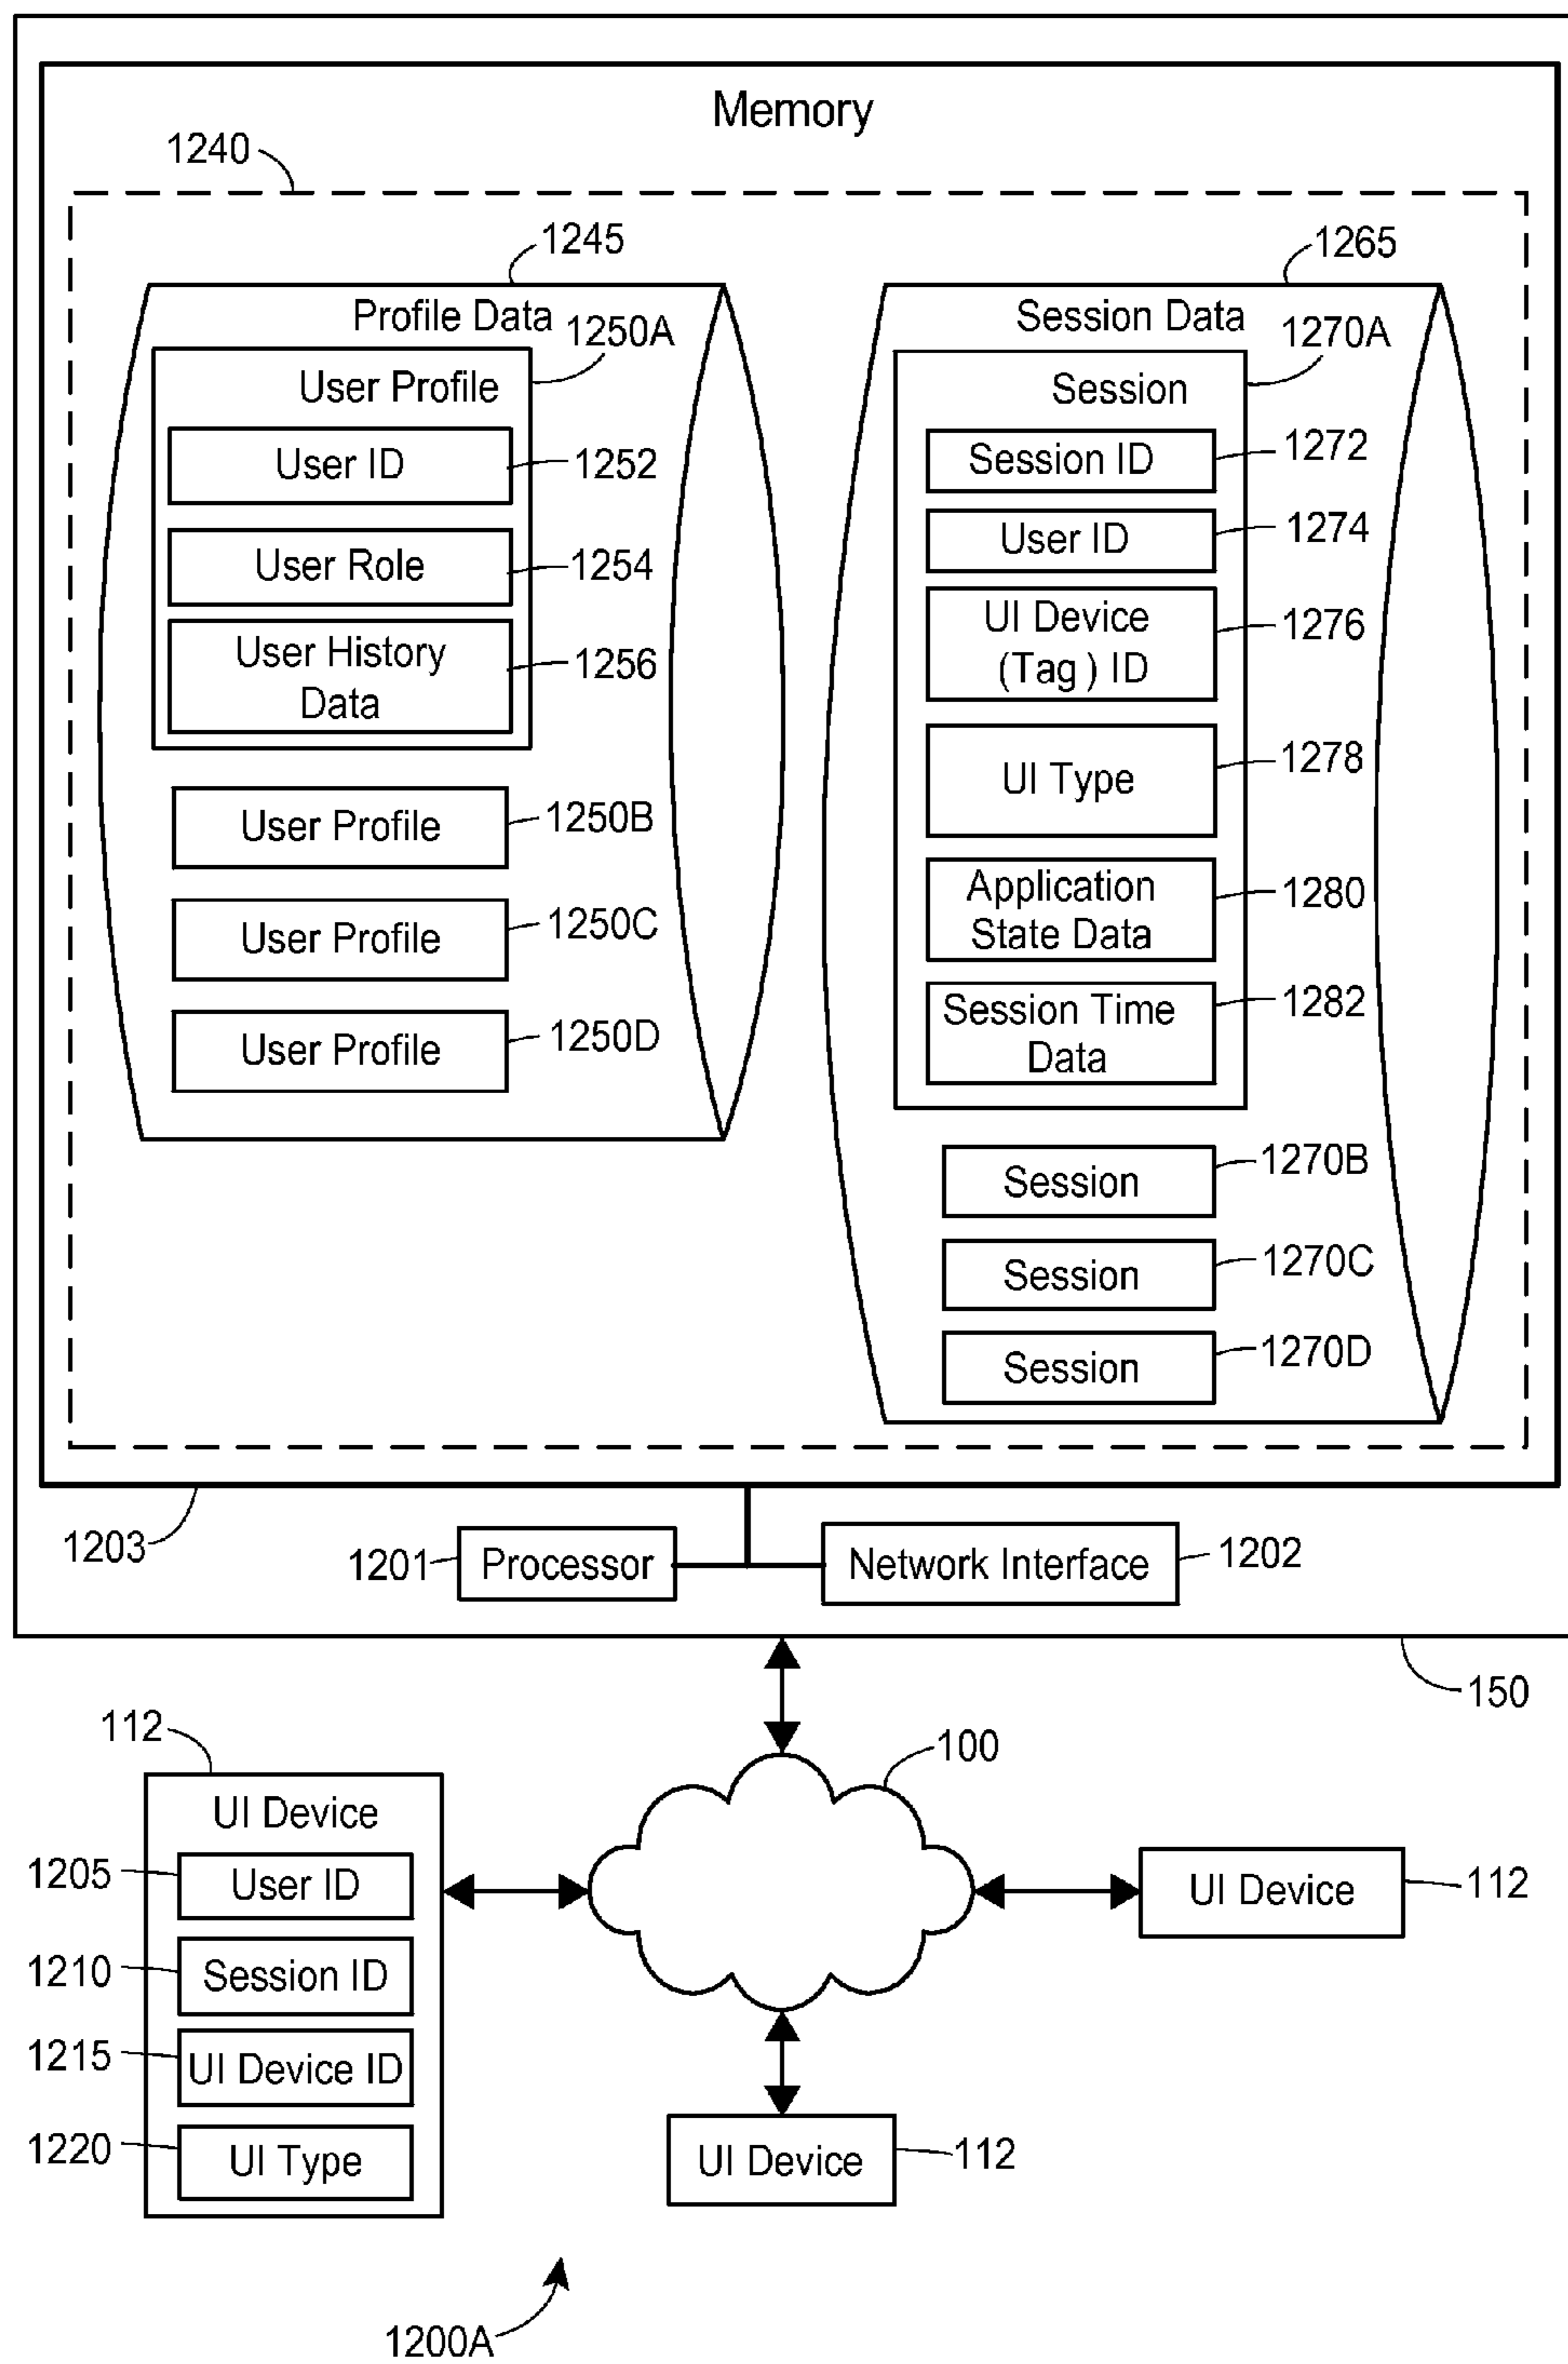 Memory
1240
1245
1265
Profile Data
1250A
Session Data
1270A
User Profile
User ID
1252
User Role
1254
User History
Data
1256
User Profile
1250B
User Profile
1250C
User Profile
1250D
Session
Session ID
1272
User ID
1274
UI Device
(Tag ) ID
1276
UI Type
1278
Application
State Data
1280
Session Time
Data
1282
Session
1270B
Session
1270C
Session
1270D
1203
1201
Processor
Network Interface
1202
150
112
100
UI Device
1205
User ID
1210
Session ID
1215
UI Device ID
1220
UI Type
UI Device
112
UI Device
112
1200A